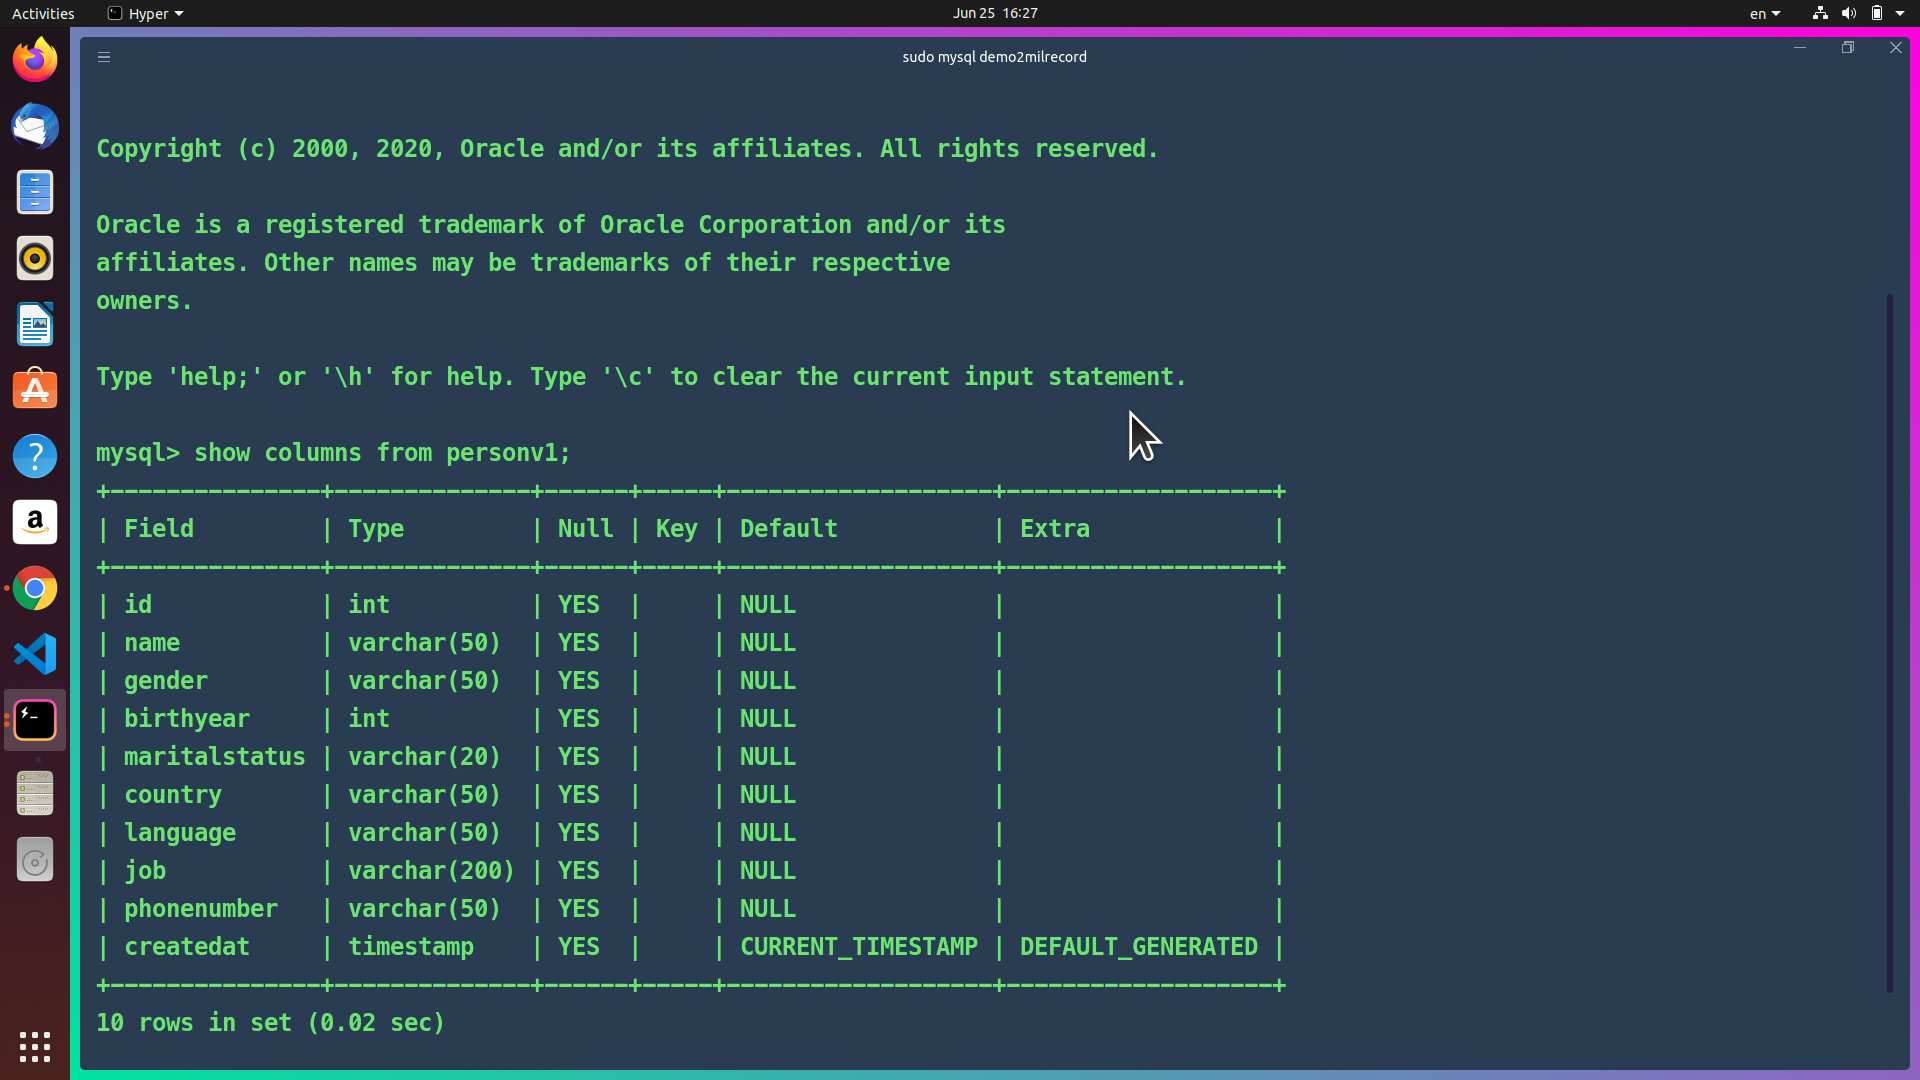 Activities Hyper Jun 25 16:27 en
sudo mysql demo2milrecord
Copyright (c) 2000, 2020, Oracle and/or its affiliates. All rights reserved.
Oracle is a registered trademark of Oracle Corporation and/or its
affiliates. Other names may be trademarks of their respective
owners.
Type 'help;' or '\h' for help. Type '\c' to clear the current input statement.
mysql> show columns from personv1;
+---------------+--------------+------+-----+-------------------+-------------------+
| Field         | Type         | Null | Key | Default           | Extra             |
+---------------+--------------+------+-----+-------------------+-------------------+
| id            | int          | YES  |     | NULL              |                   |
| name          | varchar(50)  | YES  |     | NULL              |                   |
| gender        | varchar(50)  | YES  |     | NULL              |                   |
| birthyear     | int          | YES  |     | NULL              |                   |
| maritalstatus | varchar(20)  | YES  |     | NULL              |                   |
| country       | varchar(50)  | YES  |     | NULL              |                   |
| language      | varchar(50)  | YES  |     | NULL              |                   |
| job           | varchar(200) | YES  |     | NULL              |                   |
| phonenumber   | varchar(50)  | YES  |     | NULL              |                   |
| createdat     | timestamp    | YES  |     | CURRENT_TIMESTAMP | DEFAULT_GENERATED |
+---------------+--------------+------+-----+-------------------+-------------------+
10 rows in set (0.02 sec)